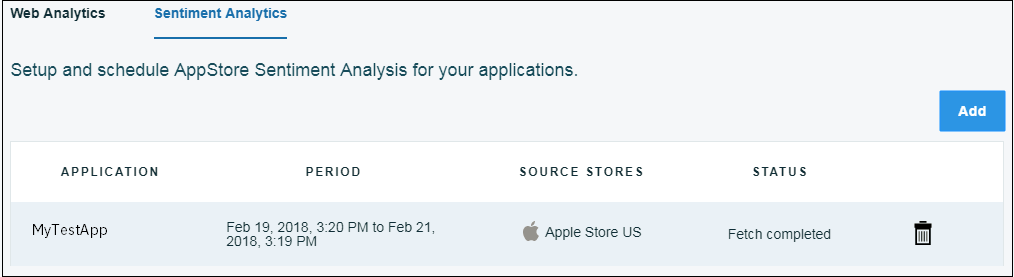 Web Analytics Sentiment Analytics
Setup and schedule AppStore Sentiment Analysis for your applications.
Add
APPLICATION PERIOD SOURCE STORES STATUS
MyTestApp Feb 19, 2018, 3:20 PM to Feb 21, 2018, 3:19 PM Apple Store US Fetch completed